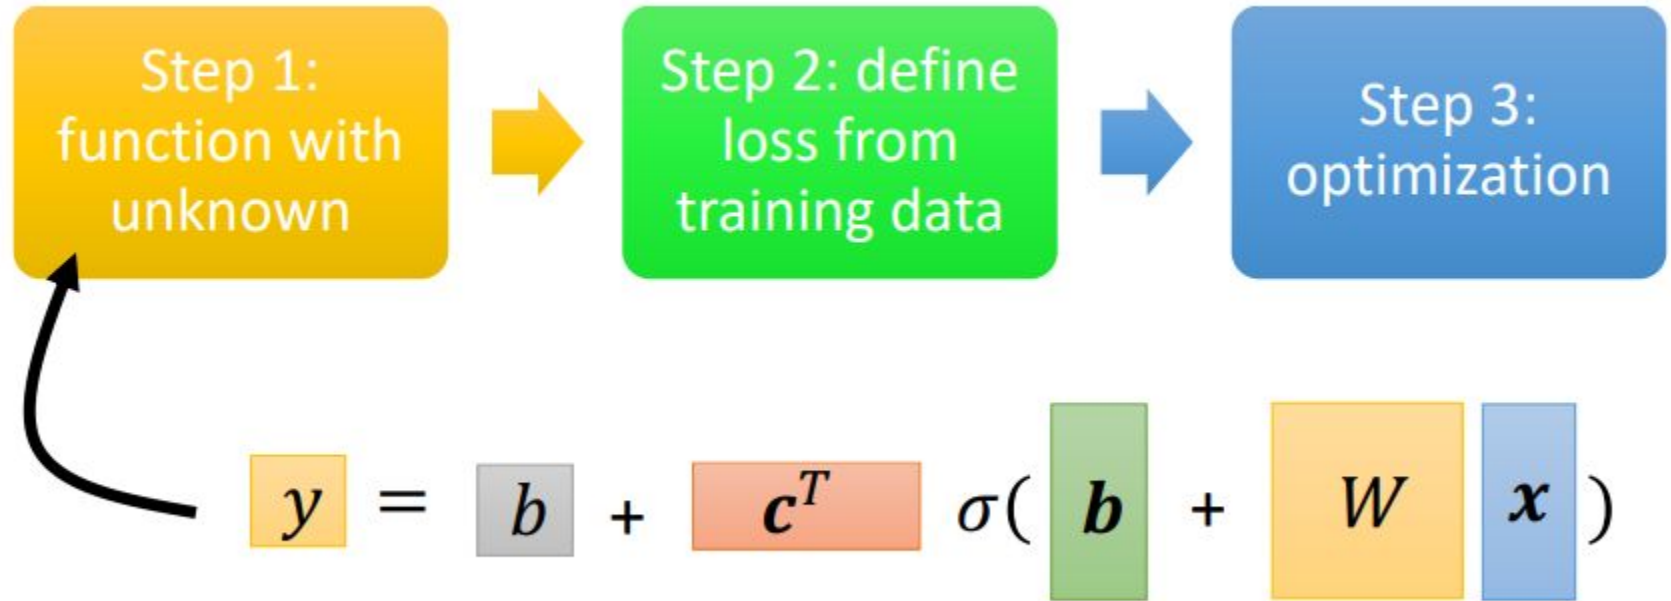 Step 1:
function with
unknown
Step 2: define
loss from
training data
Step 3:
optimization
y = b + c^T σ( b + W x )